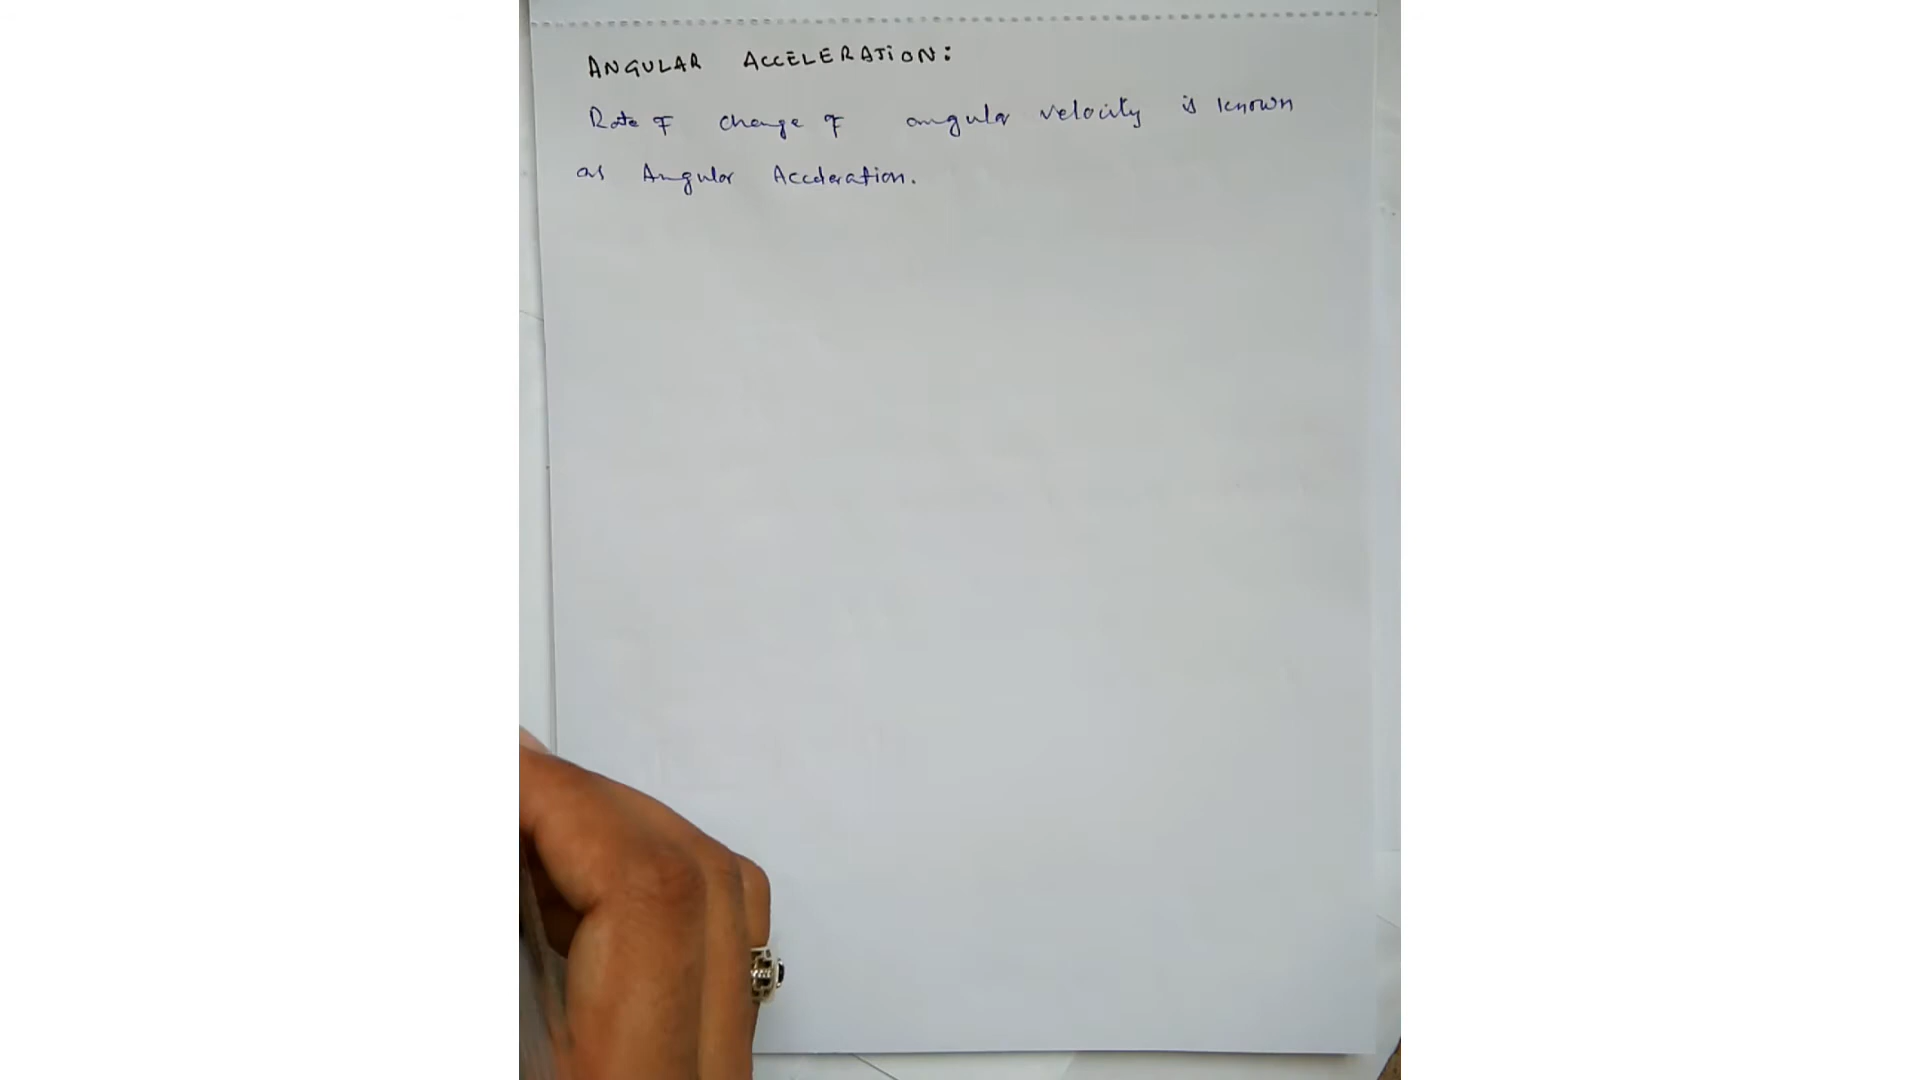 ANGULAR ACCELERATION:
Rate of change of angular velocity is known
as Angular Acceleration.